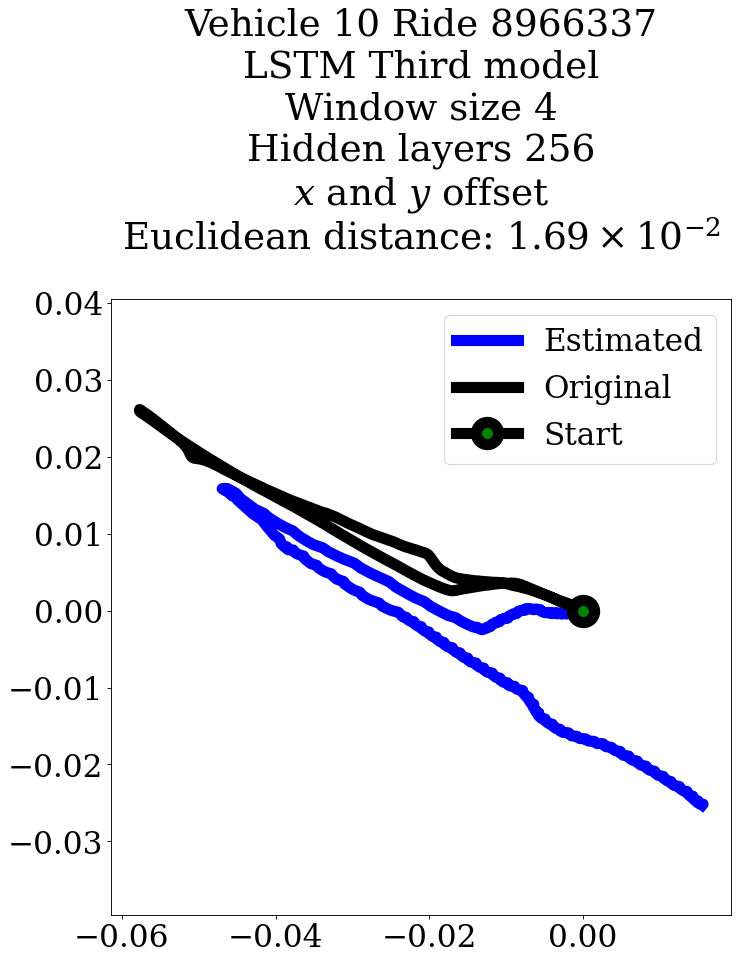 Vehicle 10 Ride 8966337
LSTM Third model
Window size 4
Hidden layers 256
x and y offset
Euclidean distance: 1.69 × 10⁻²
Estimated
Original
Start
0.04
0.03
0.02
0.01
0.00
−0.01
−0.02
−0.03
−0.06 −0.04 −0.02 0.00